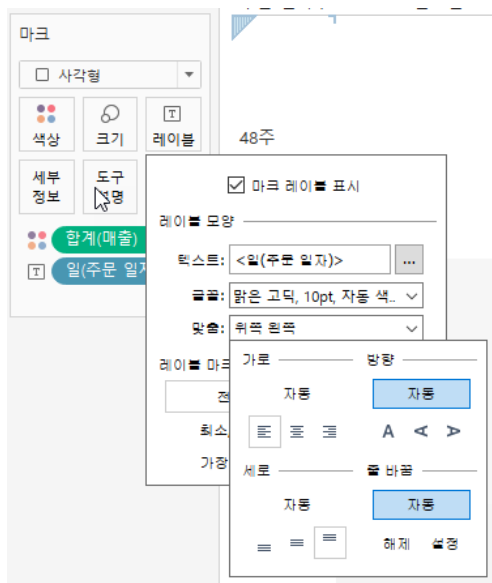 마크
사각형
색상 크기 T 레이블
48주
세부 정보
도구
마크 레이블 표시
합계(매출)
T 일(주문 일자
레이블 모양
텍스트: <일(주문 일자)> ...
글꼴: 맑은 고딕, 10pt, 자동 색...
맞춤: 위쪽 왼쪽
레이블 마
가로 방향
자동 자동
최소,
A A A
가장
세로 줄 바꿈
자동 자동
해제 설정